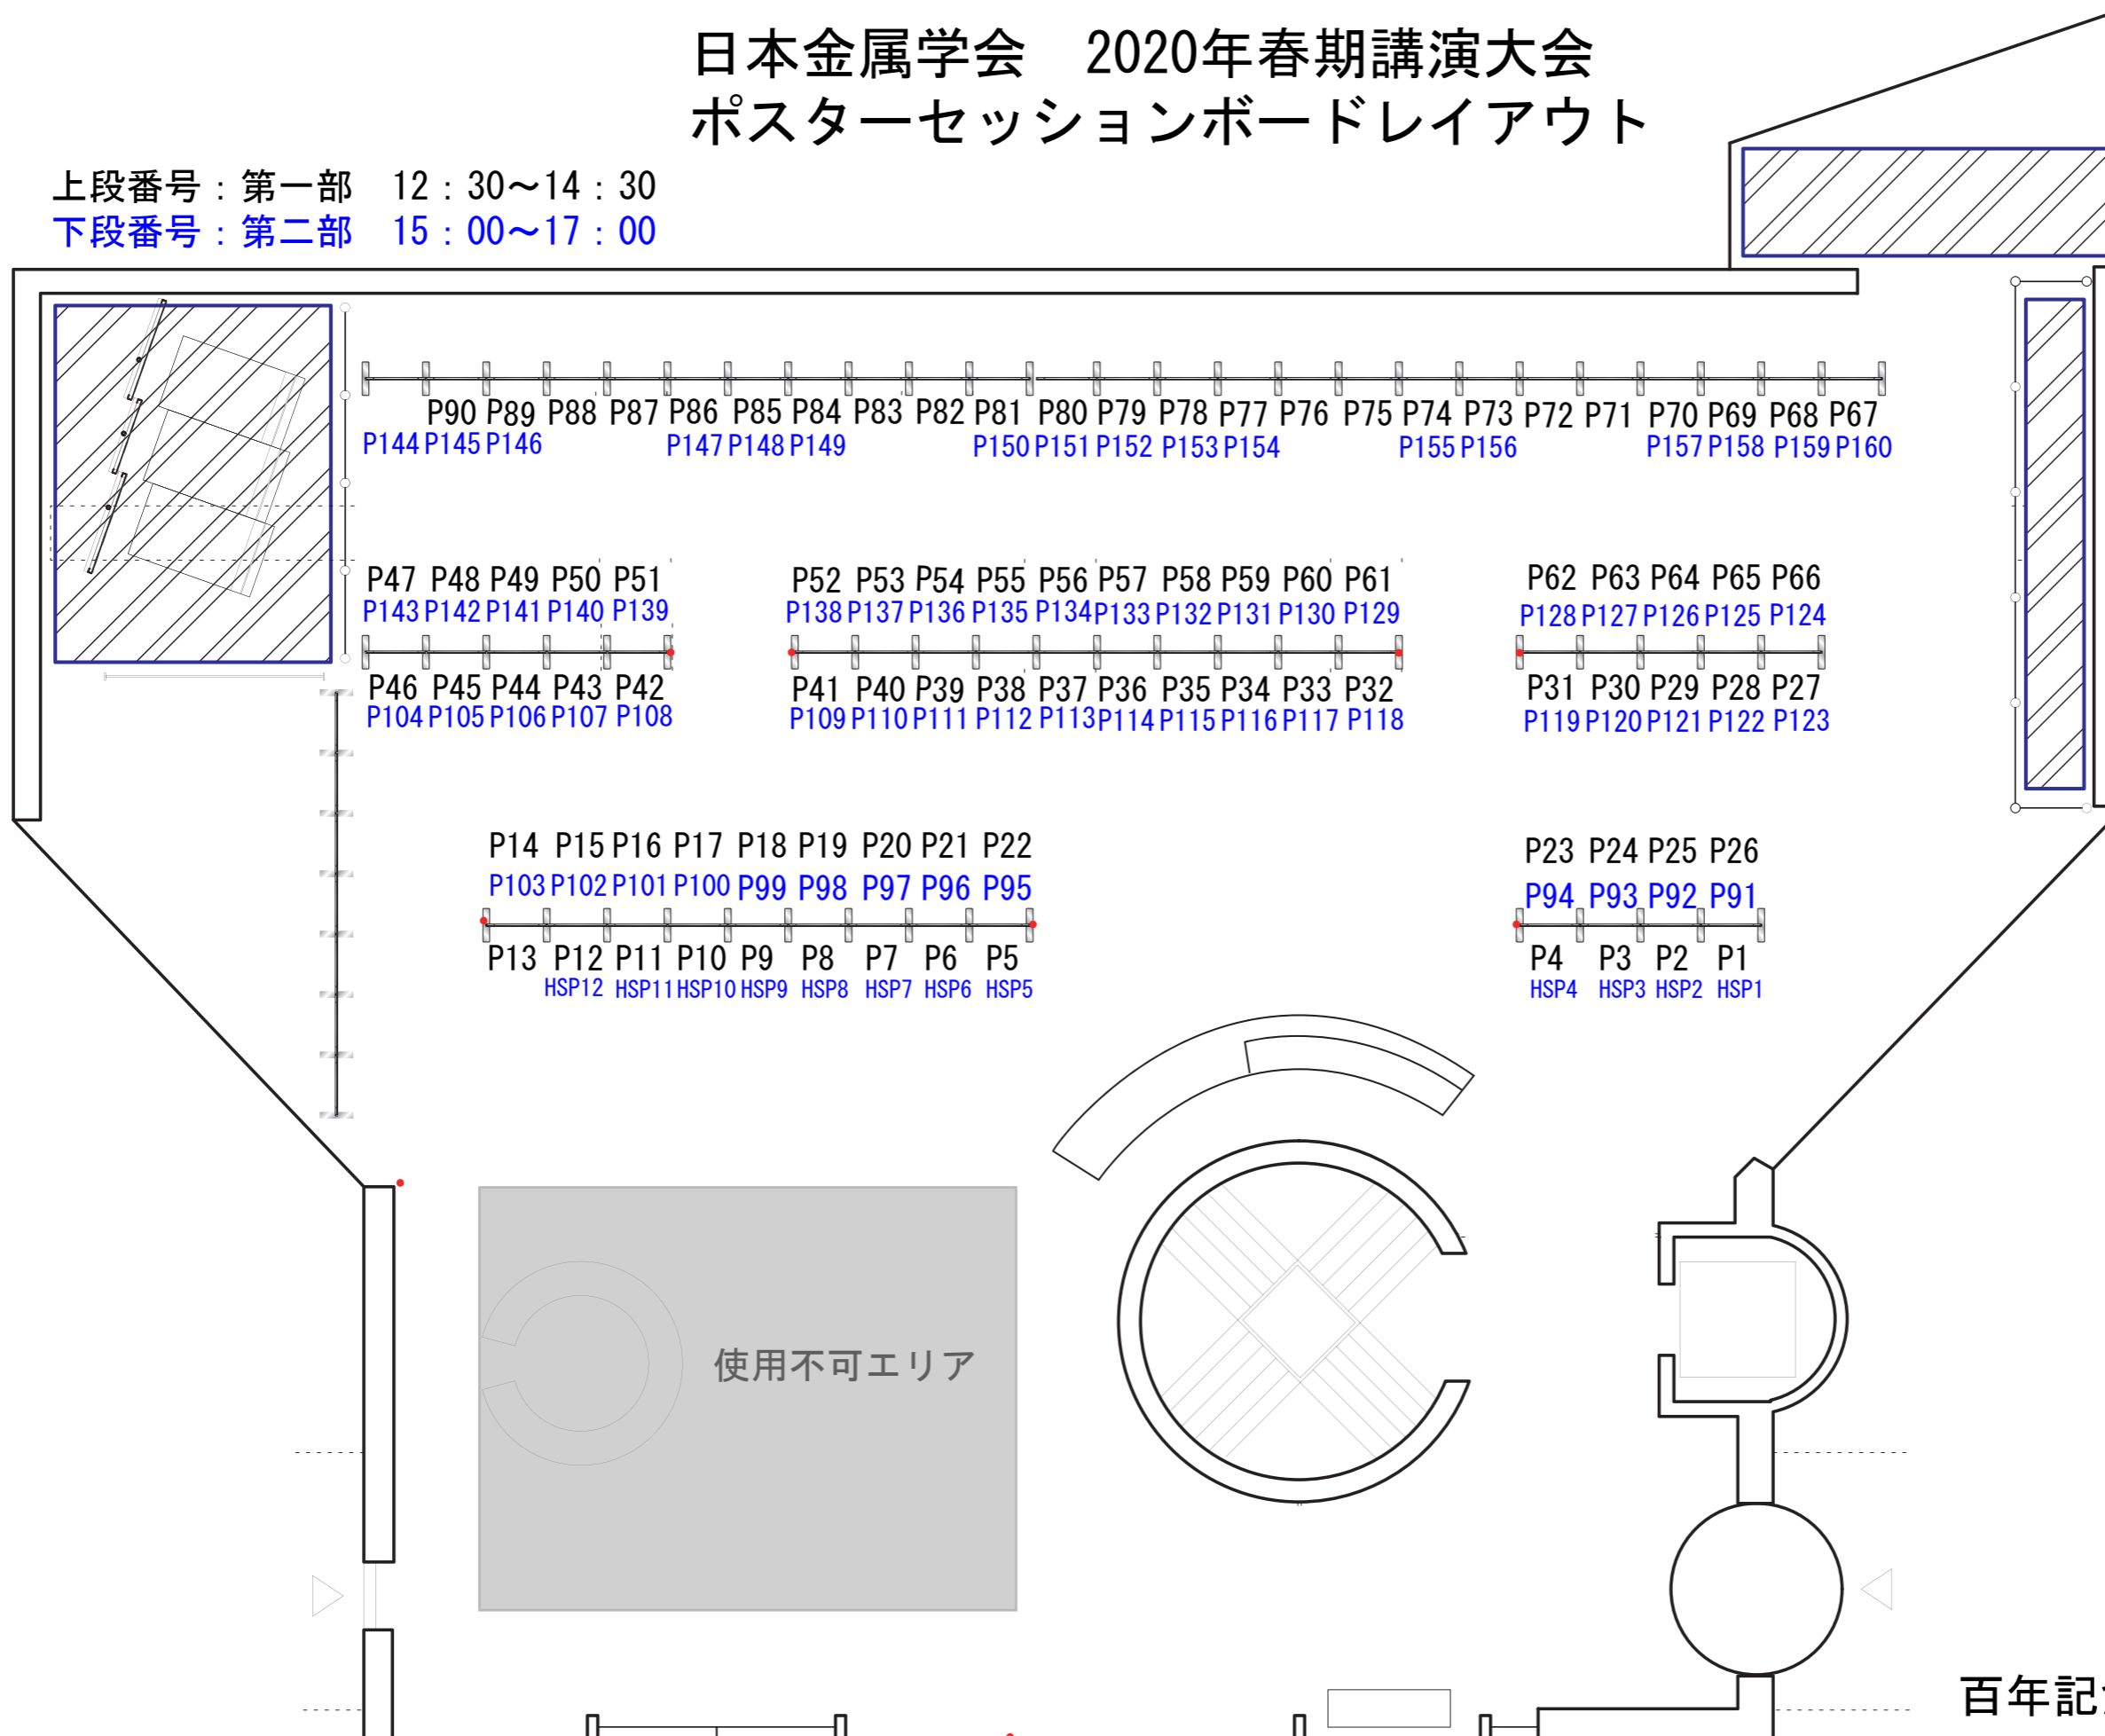 日本金属学会　2020年春期講演大会
ポスターセッションボードレイアウト
上段番号：第一部　12：30～14：30
下段番号：第二部　15：00～17：00
P90 P89 P88 P87 P86 P85 P84 P83 P82 P81 P80 P79 P78 P77 P76 P75 P74 P73 P72 P71 P70 P69 P68 P67
P144 P145 P146 P147 P148 P149 P150 P151 P152 P153 P154 P155 P156 P157 P158 P159 P160
P47 P48 P49 P50 P51 P52 P53 P54 P55 P56 P57 P58 P59 P60 P61 P62 P63 P64 P65 P66
P143 P142 P141 P140 P139 P138 P137 P136 P135 P134 P133 P132 P131 P130 P129 P128 P127 P126 P125 P124
P46 P45 P44 P43 P42 P41 P40 P39 P38 P37 P36 P35 P34 P33 P32 P31 P30 P29 P28 P27
P104 P105 P106 P107 P108 P109 P110 P111 P112 P113 P114 P115 P116 P117 P118 P119 P120 P121 P122 P123
P14 P15 P16 P17 P18 P19 P20 P21 P22 P23 P24 P25 P26
P103 P102 P101 P100 P99 P98 P97 P96 P95 P94 P93 P92 P91
P13 P12 P11 P10 P9 P8 P7 P6 P5 P4 P3 P2 P1
HSP12 HSP11 HSP10 HSP9 HSP8 HSP7 HSP6 HSP5 HSP4 HSP3 HSP2 HSP1
使用不可エリア
百年記